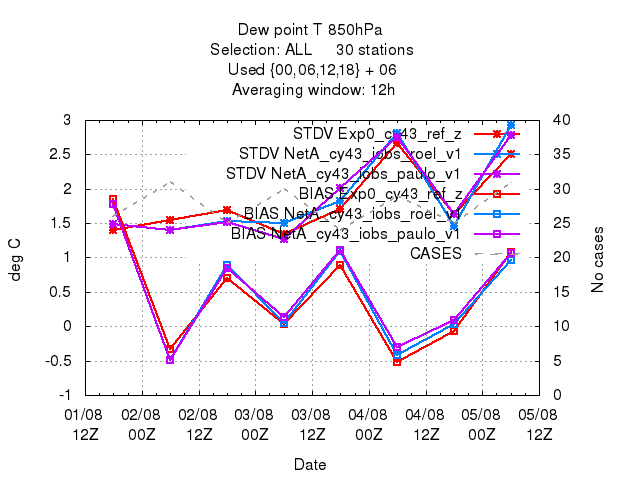 Dew point T 850hPa
Selection: ALL     30 stations
Used {00,06,12,18} + 06
Averaging window: 12h
3
2.5
2
1.5
1
0.5
0
-0.5
-1
deg C
40
35
30
25
20
15
10
5
0
No cases
STDV Exp0_cy43_ref_z
STDV NetA_cy43_iobs_roel_v1
STDV NetA_cy43_iobs_paulo_v1
BIAS Exp0_cy43_ref_z
BIAS NetA_cy43_iobs_roel_v1
BIAS NetA_cy43_iobs_paulo_v1
CASES
01/08 02/08 02/08 03/08 03/08 04/08 04/08 05/08 05/08
12Z 00Z 12Z 00Z 12Z 00Z 12Z 00Z 12Z
Date